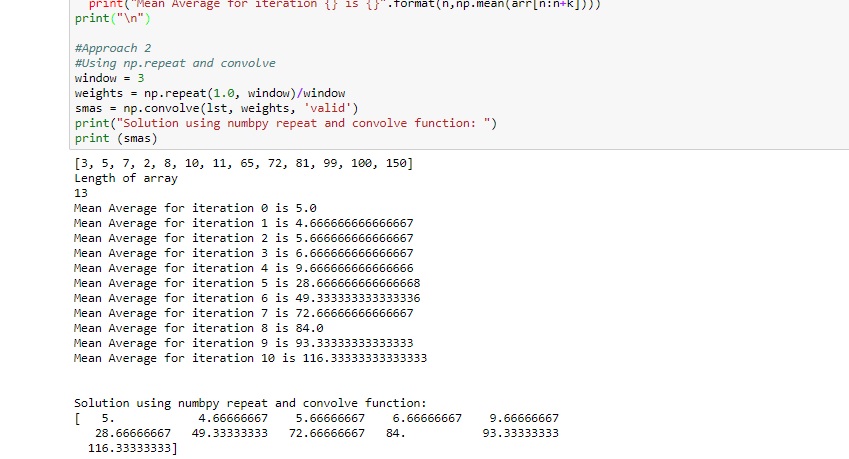 print("Mean Average for iteration {} is {}".format(n,np.mean(arr[n:n+k])))
print("\n")
#Approach 2
#Using np.repeat and convolve
window = 3
weights = np.repeat(1.0, window)/window
smas = np.convolve(lst, weights, 'valid')
print("Solution using numbpy repeat and convolve function: ")
print (smas)
[3, 5, 7, 2, 8, 10, 11, 65, 72, 81, 99, 100, 150]
Length of array
13
Mean Average for iteration 0 is 5.0
Mean Average for iteration 1 is 4.666666666666667
Mean Average for iteration 2 is 5.666666666666667
Mean Average for iteration 3 is 6.666666666666667
Mean Average for iteration 4 is 9.666666666666666
Mean Average for iteration 5 is 28.666666666666668
Mean Average for iteration 6 is 49.333333333333336
Mean Average for iteration 7 is 72.66666666666667
Mean Average for iteration 8 is 84.0
Mean Average for iteration 9 is 93.33333333333333
Mean Average for iteration 10 is 116.33333333333333
Solution using numbpy repeat and convolve function:
[ 5. 4.66666667 5.66666667 6.66666667 9.66666667
28.66666667 49.33333333 72.66666667 84. 93.33333333
116.33333333]